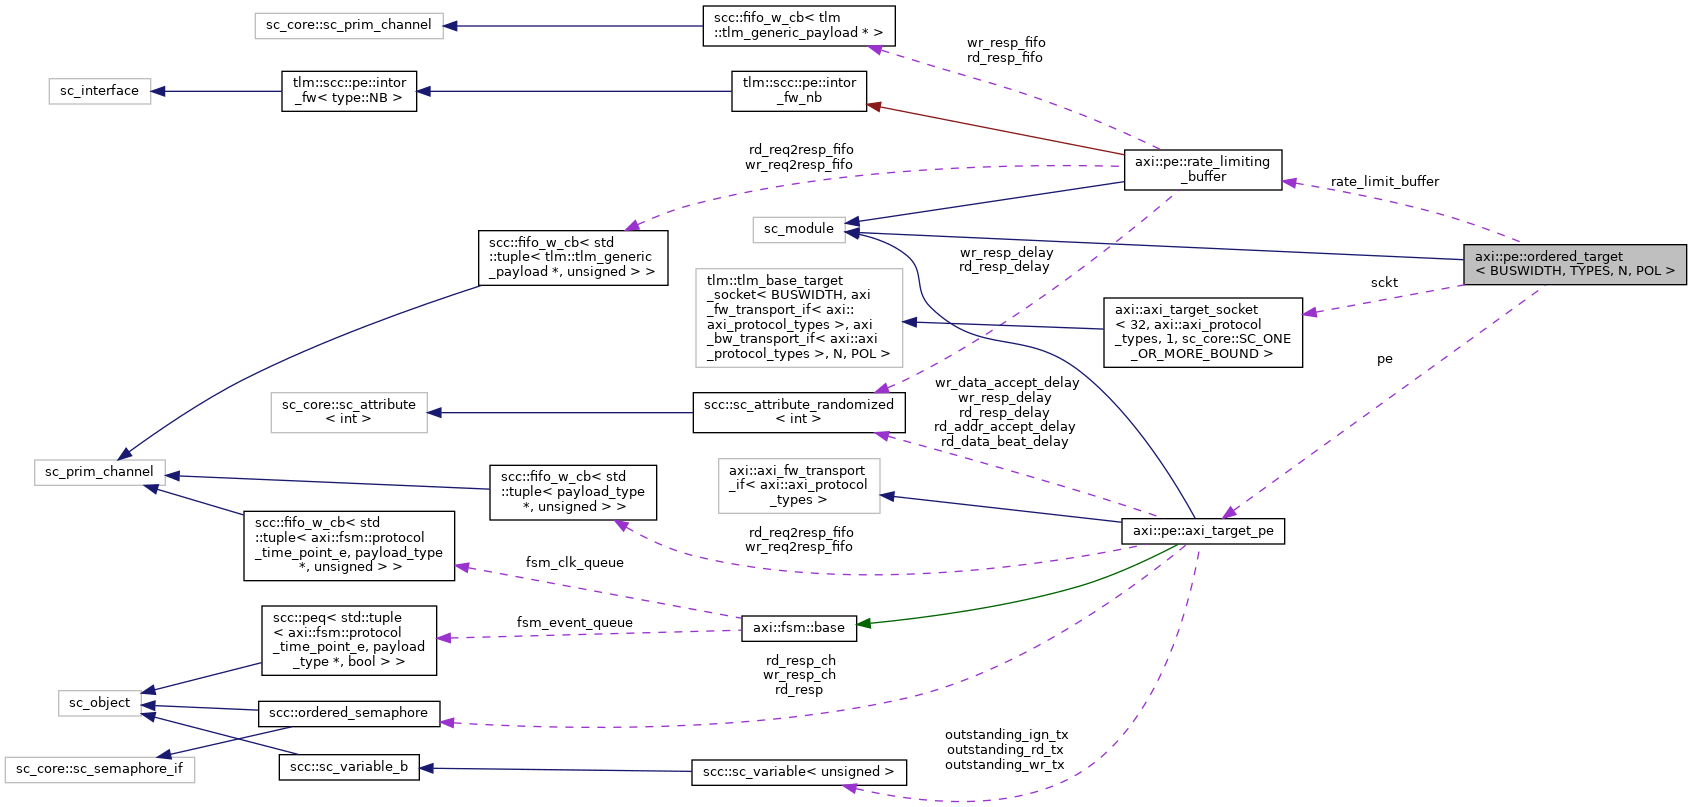 sc_core::sc_prim_channel
scc::fifo_w_cb< tlm
::tlm_generic_payload * >
wr_resp_fifo
rd_resp_fifo
sc_interface
tlm::scc::pe::intor
_fw< type::NB >
tlm::scc::pe::intor
_fw_nb
rd_req2resp_fifo
wr_req2resp_fifo
axi::pe::rate_limiting
_buffer
rate_limit_buffer
sc_module
scc::fifo_w_cb< std
::tuple< tlm::tlm_generic
_payload *, unsigned > >
wr_resp_delay
rd_resp_delay
axi::pe::ordered_target
< BUSWIDTH, TYPES, N, POL >
sckt
tlm::tlm_base_target
_socket< BUSWIDTH, axi
_fw_transport_if< axi::
axi_protocol_types >, axi
_bw_transport_if< axi::axi
_protocol_types >, N, POL >
axi::axi_target_socket
< 32, axi::axi_protocol
_types, 1, sc_core::SC_ONE
_OR_MORE_BOUND >
pe
sc_core::sc_attribute
< int >
scc::sc_attribute_randomized
< int >
wr_data_accept_delay
wr_resp_delay
rd_resp_delay
rd_addr_accept_delay
rd_data_beat_delay
sc_prim_channel
scc::fifo_w_cb< std
::tuple< payload_type
*, unsigned > >
axi::axi_fw_transport
_if< axi::axi_protocol
_types >
axi::pe::axi_target_pe
scc::fifo_w_cb< std
::tuple< axi::fsm::protocol
_time_point_e, payload_type
*, unsigned > >
rd_req2resp_fifo
wr_req2resp_fifo
fsm_clk_queue
scc::peq< std::tuple
< axi::fsm::protocol
_time_point_e, payload
_type *, bool > >
fsm_event_queue
axi::fsm::base
rd_resp_ch
wr_resp_ch
rd_resp
sc_object
scc::ordered_semaphore
sc_core::sc_semaphore_if
scc::sc_variable_b
scc::sc_variable< unsigned >
outstanding_ign_tx
outstanding_rd_tx
outstanding_wr_tx